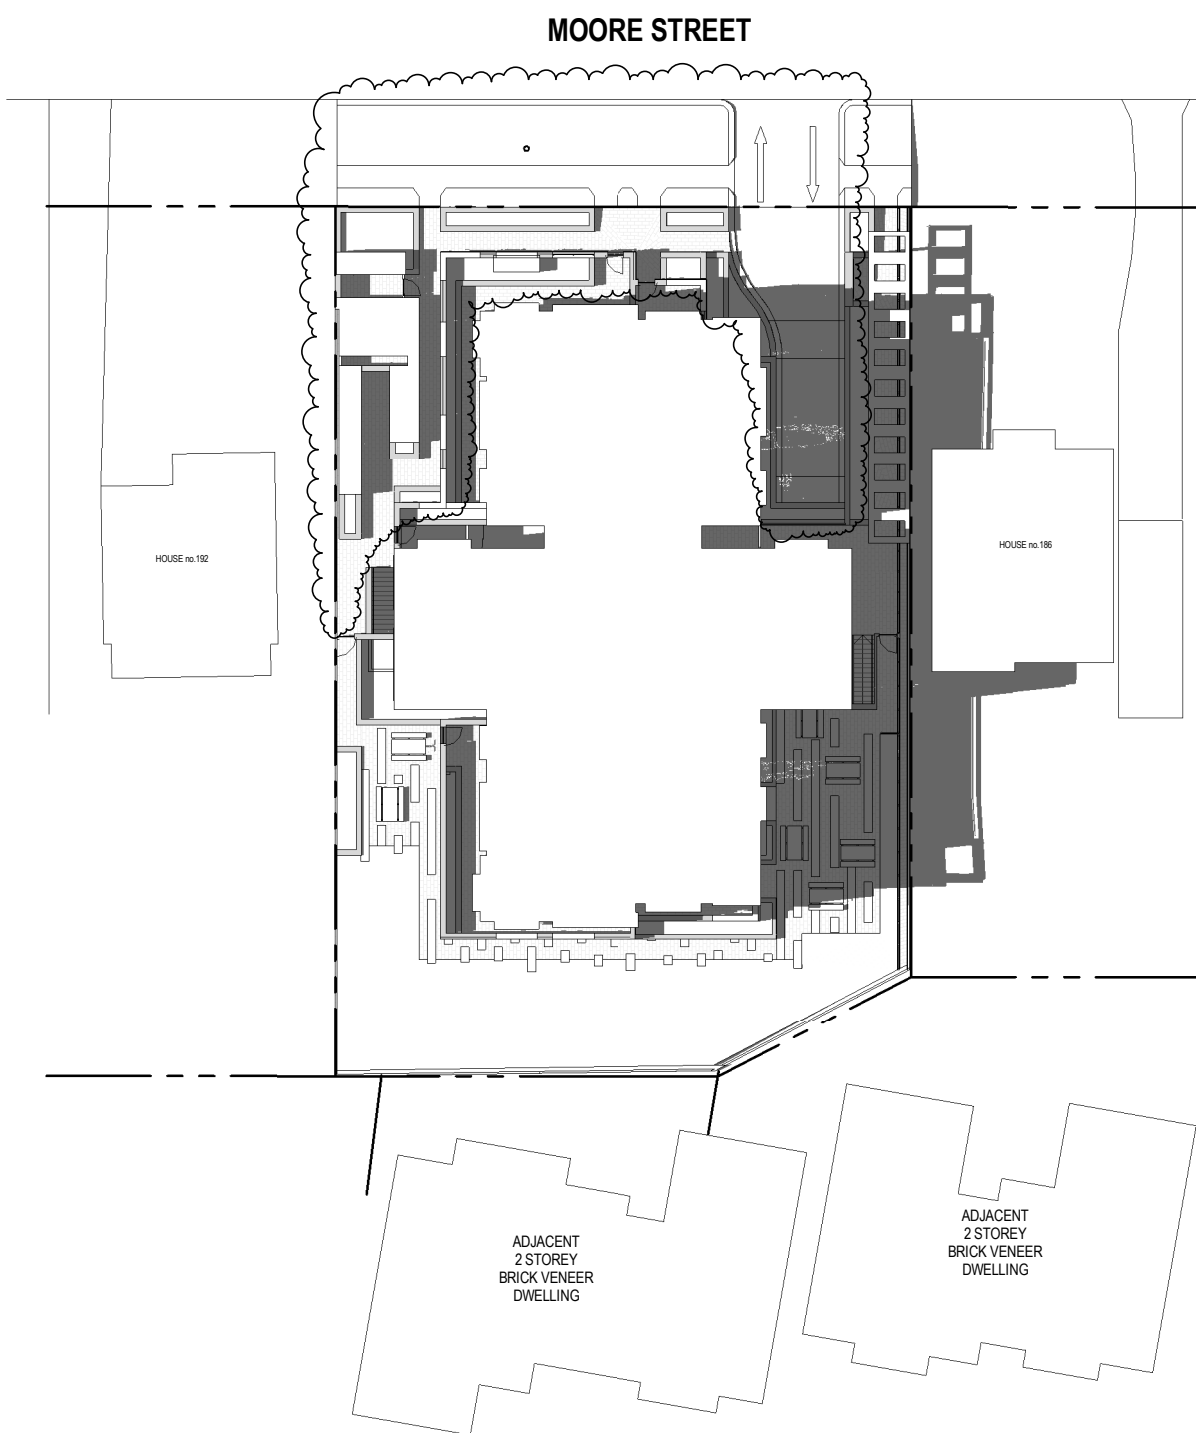 MOORE STREET
HOUSE no.192
HOUSE no.186
ADJACENT
2 STOREY
BRICK VENEER
DWELLING
ADJACENT
2 STOREY
BRICK VENEER
DWELLING